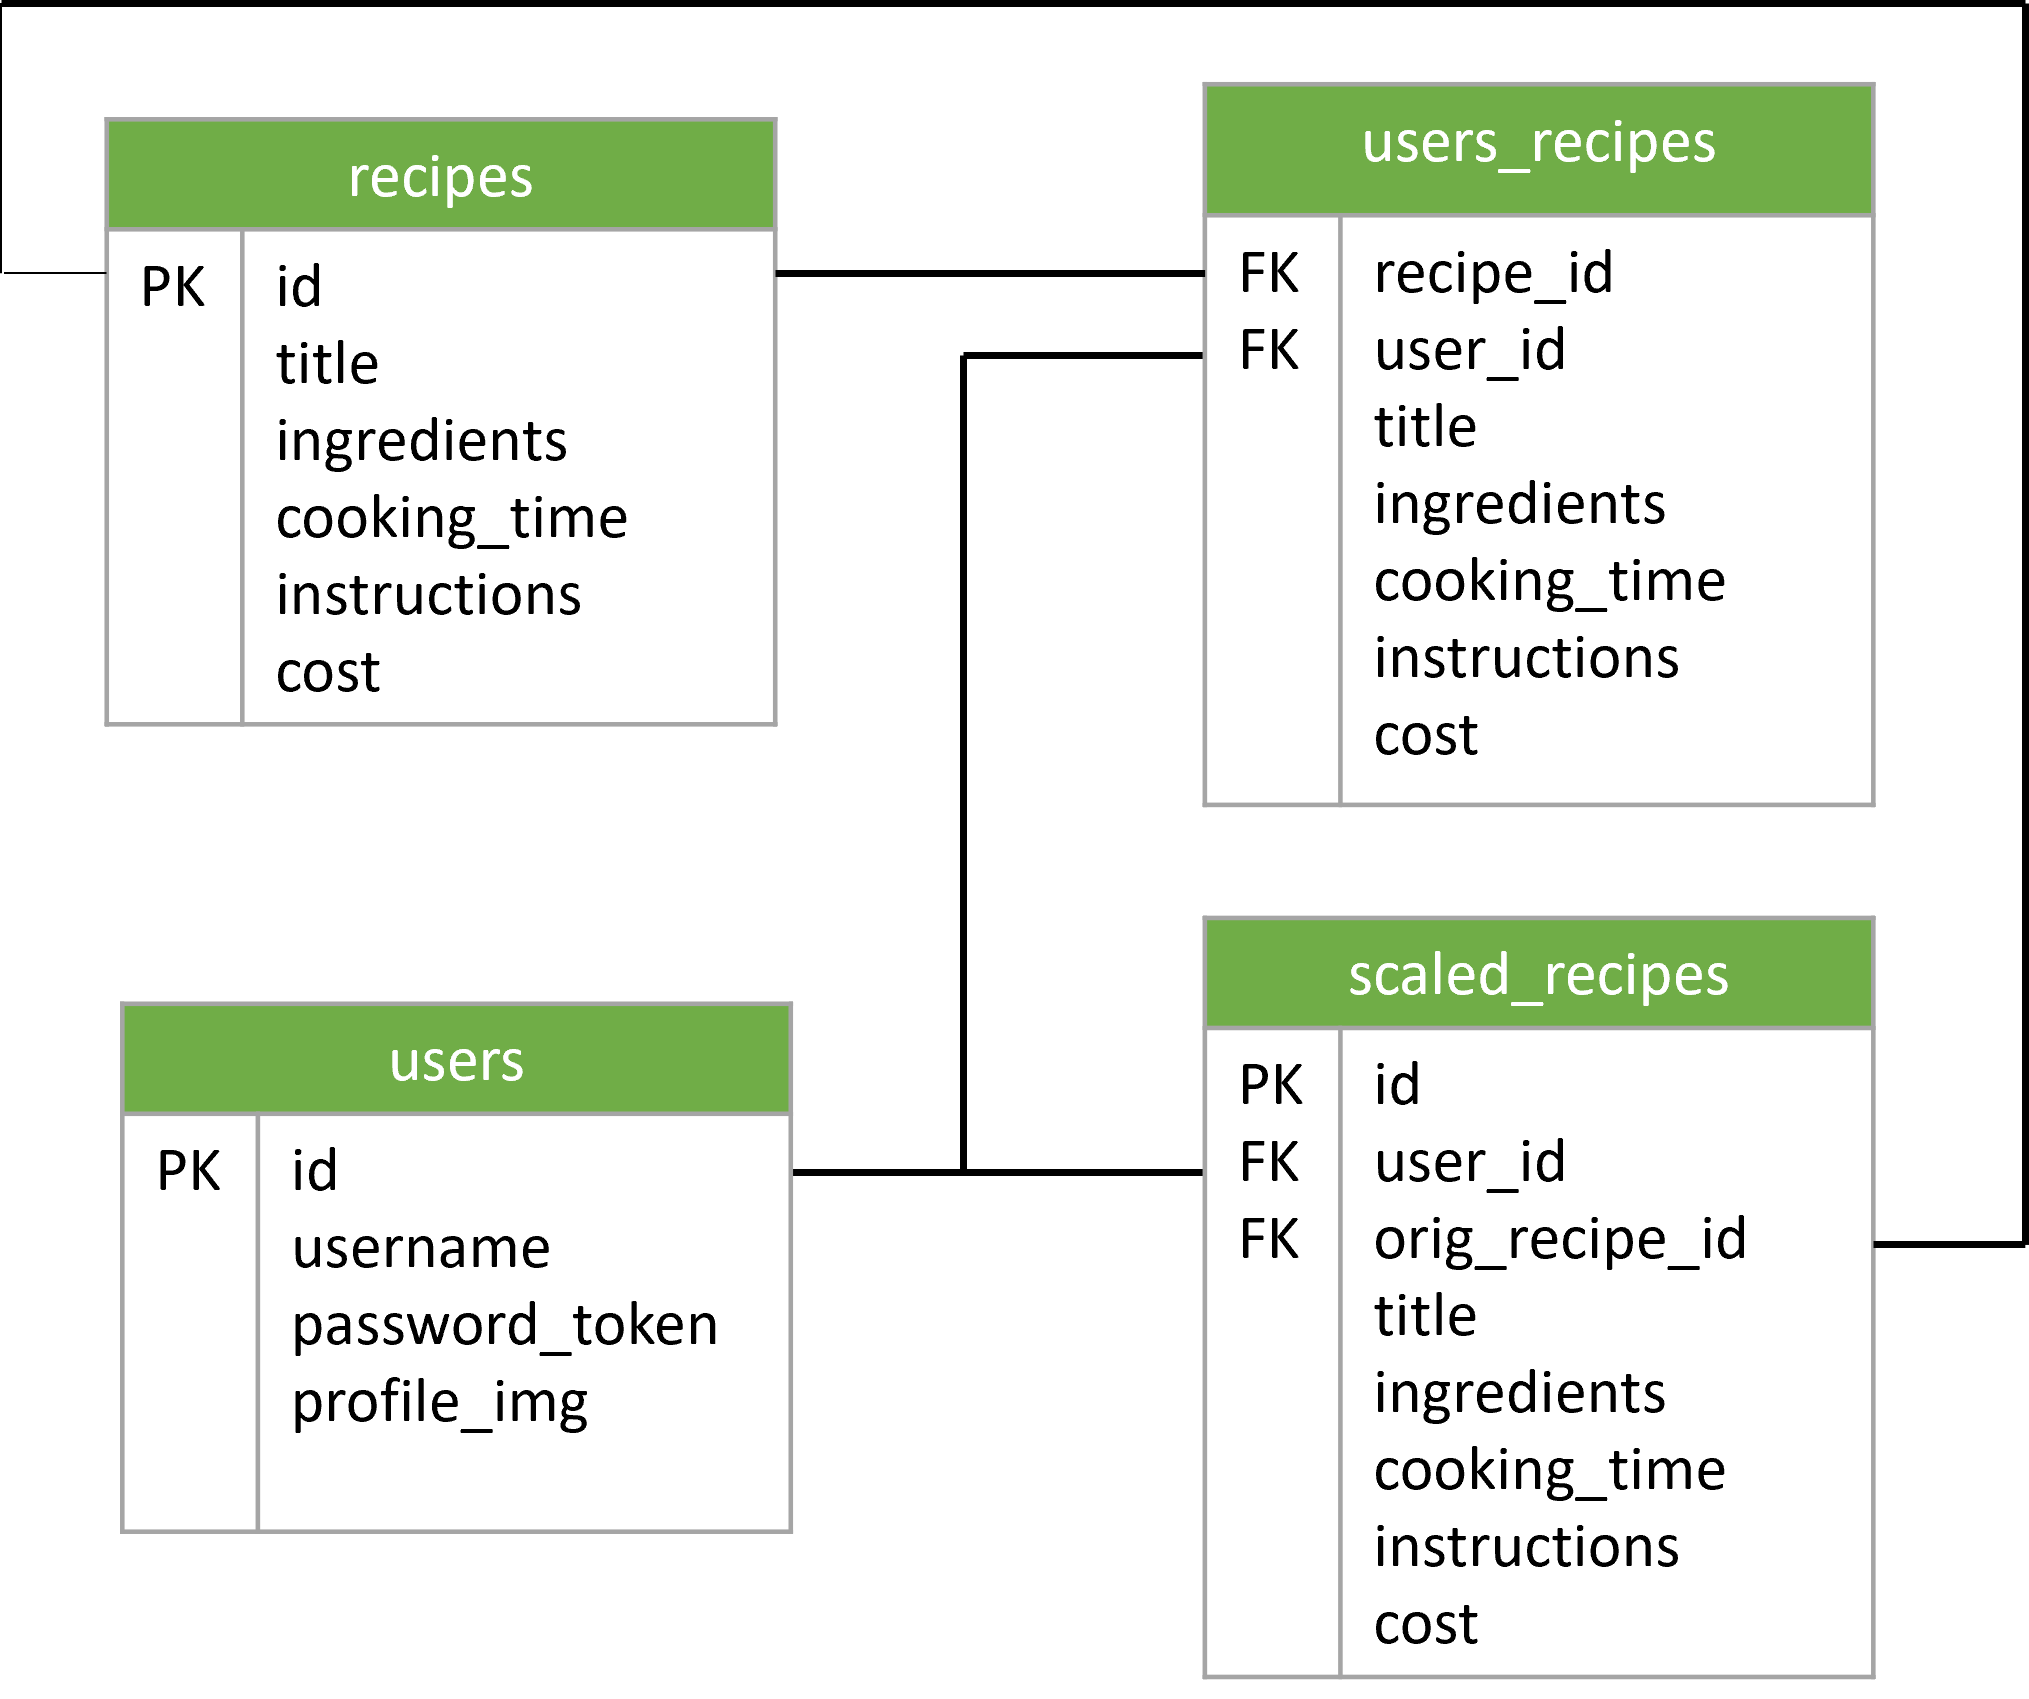 recipes
PK id
title
ingredients
cooking_time
instructions
cost
users_recipes
FK recipe_id
FK user_id
title
ingredients
cooking_time
instructions
cost
users
PK id
username
password_token
profile_img
scaled_recipes
PK id
FK user_id
FK orig_recipe_id
title
ingredients
cooking_time
instructions
cost